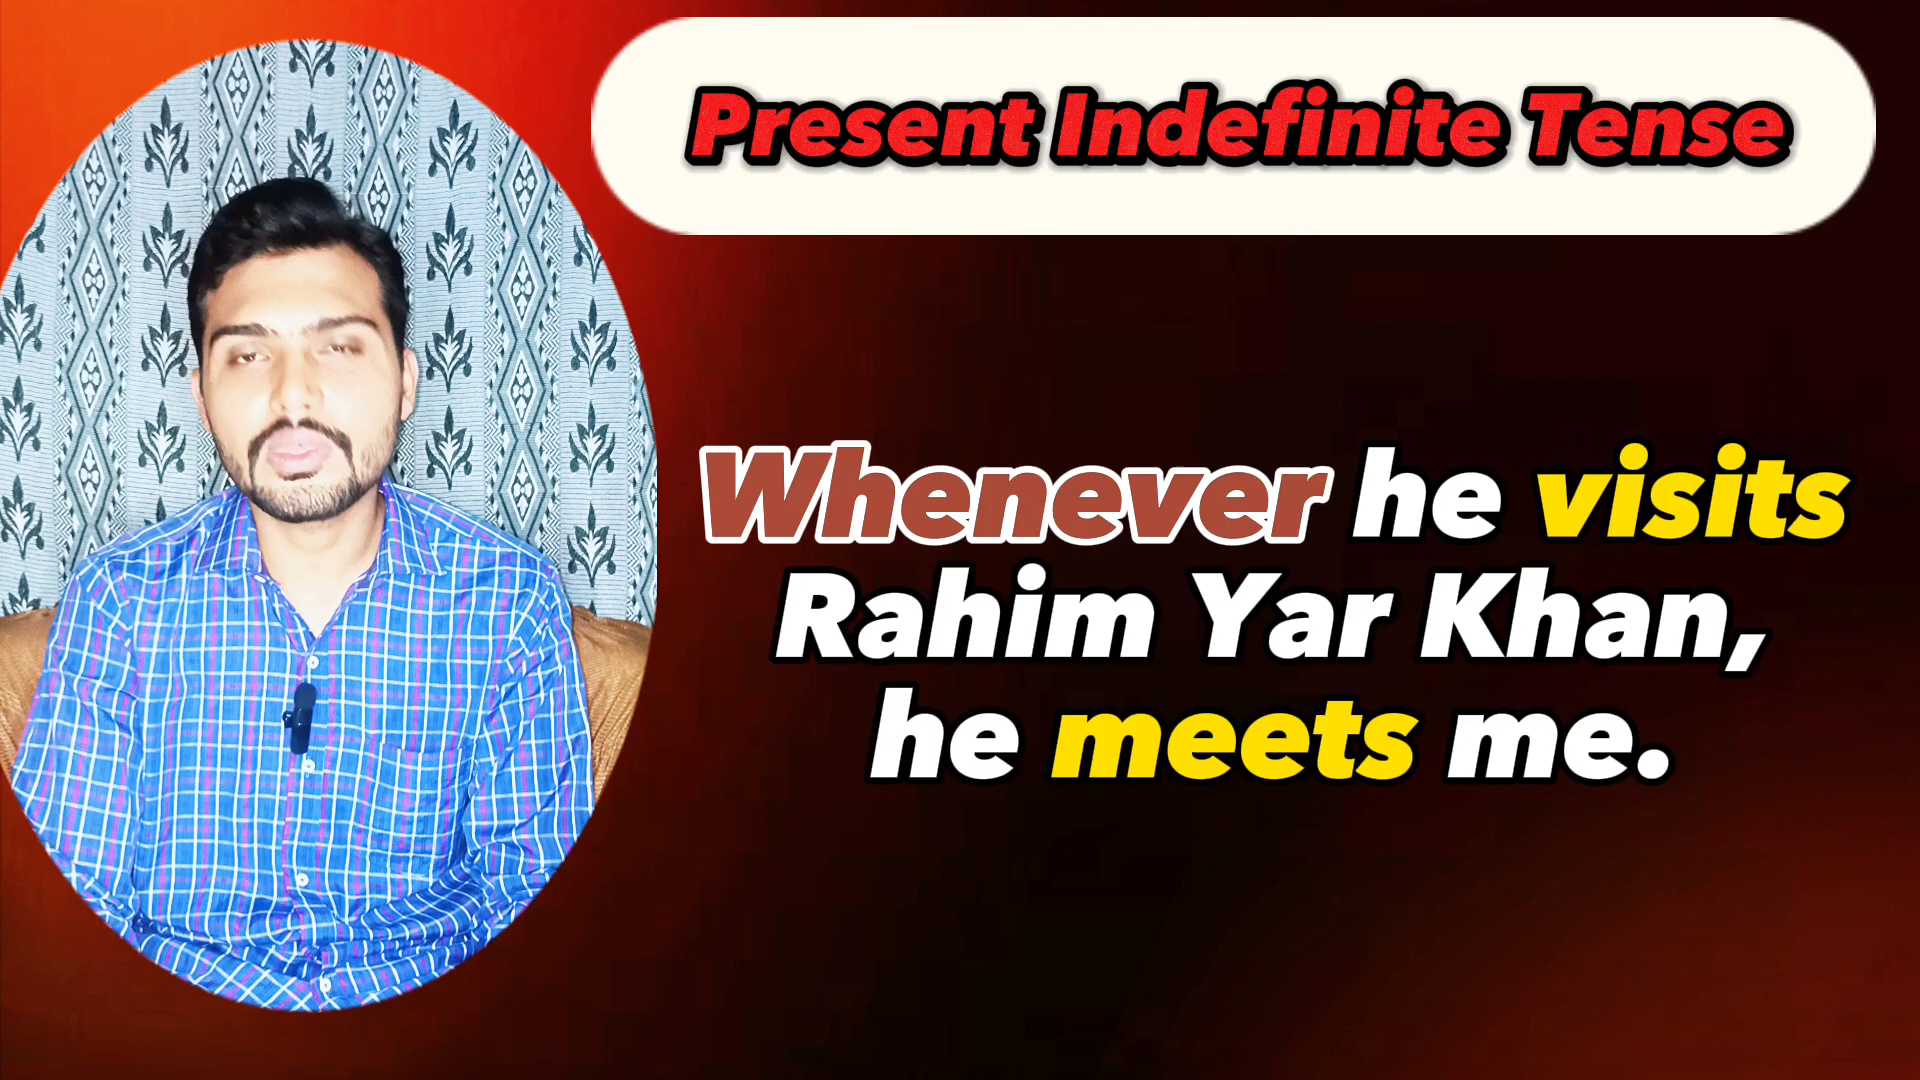 Present Indefinite Tense
Whenever he visits
Rahim Yar Khan,
he meets me.